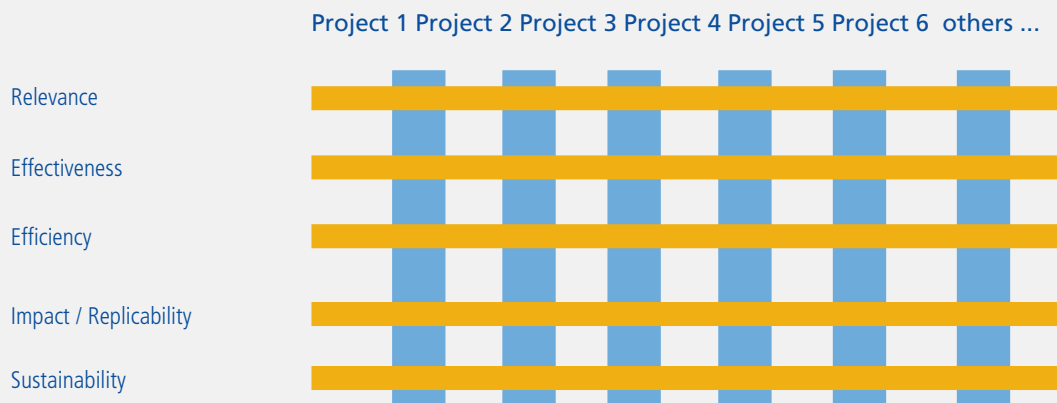 Project 1 Project 2 Project 3 Project 4 Project 5 Project 6 others ...
Relevance
Effectiveness
Efficiency
Impact / Replicability
Sustainability